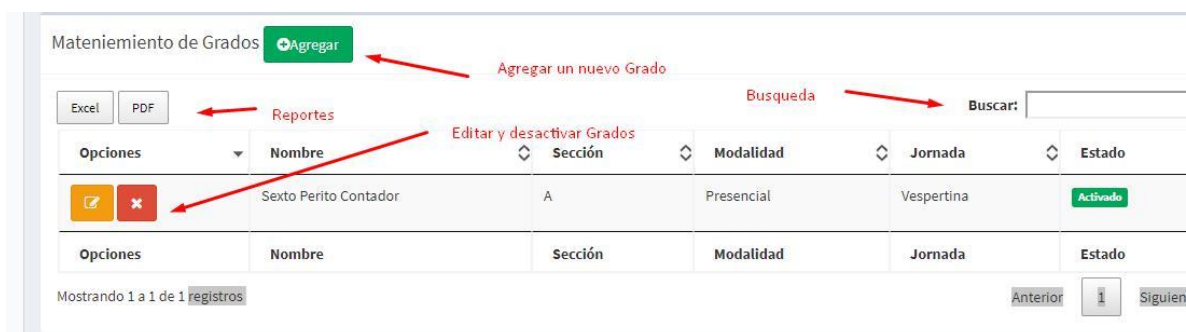 Mateniemiento de Grados Agregar
Agregar un nuevo Grado
Busqueda
Buscar:
Excel PDF
Reportes
Editar y desactivar Grados
Opciones Nombre Sección Modalidad Jornada Estado
Sexto Perito Contador A Presencial Vespertina Activado
Opciones Nombre Sección Modalidad Jornada Estado
Mostrando 1 a 1 de 1 registros Anterior 1 Siguien